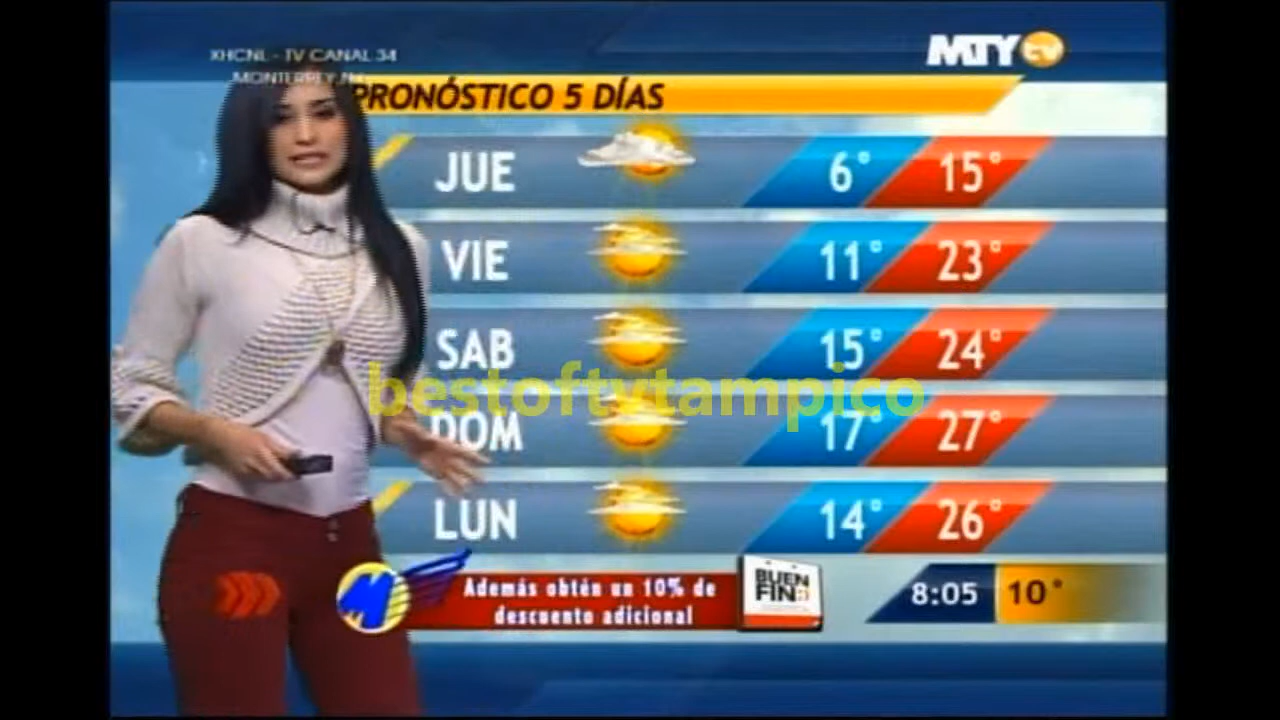 XHCNL - TV CANAL 34
MONTERREY, N.L.
MTY tv
PRONÓSTICO 5 DÍAS
JUE 6° 15°
VIE 11° 23°
SAB 15° 24°
bestoftvtampico
DOM 17° 27°
LUN 14° 26°
M
Además obtén un 10% de
descuento adicional
BUEN
FIN
8:05 10°